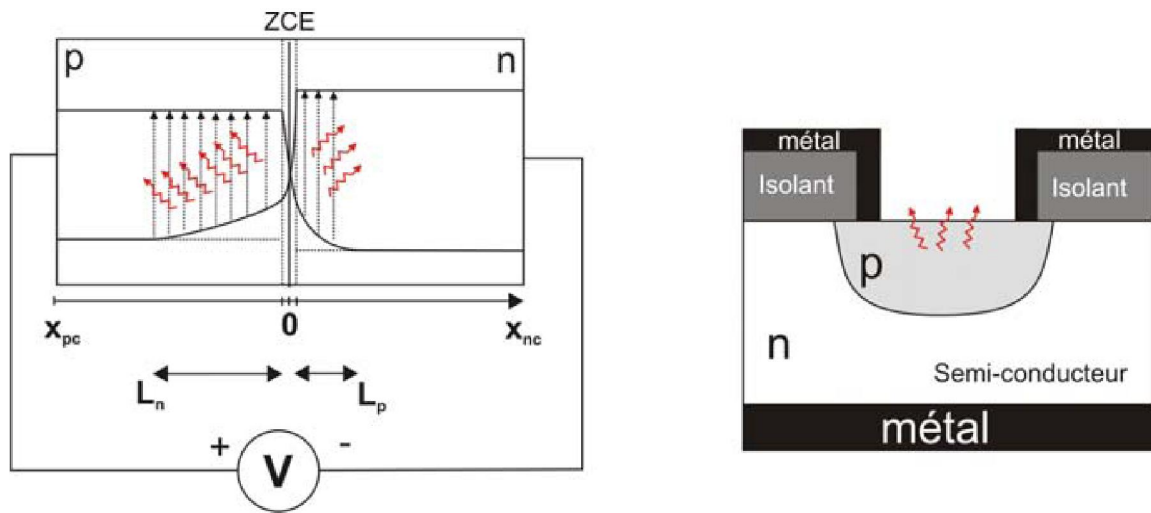 ZCE
p
n
x_pc
0
x_nc
L_n
L_p
+
-
V
métal
métal
Isolant
Isolant
p
n
Semi-conducteur
métal